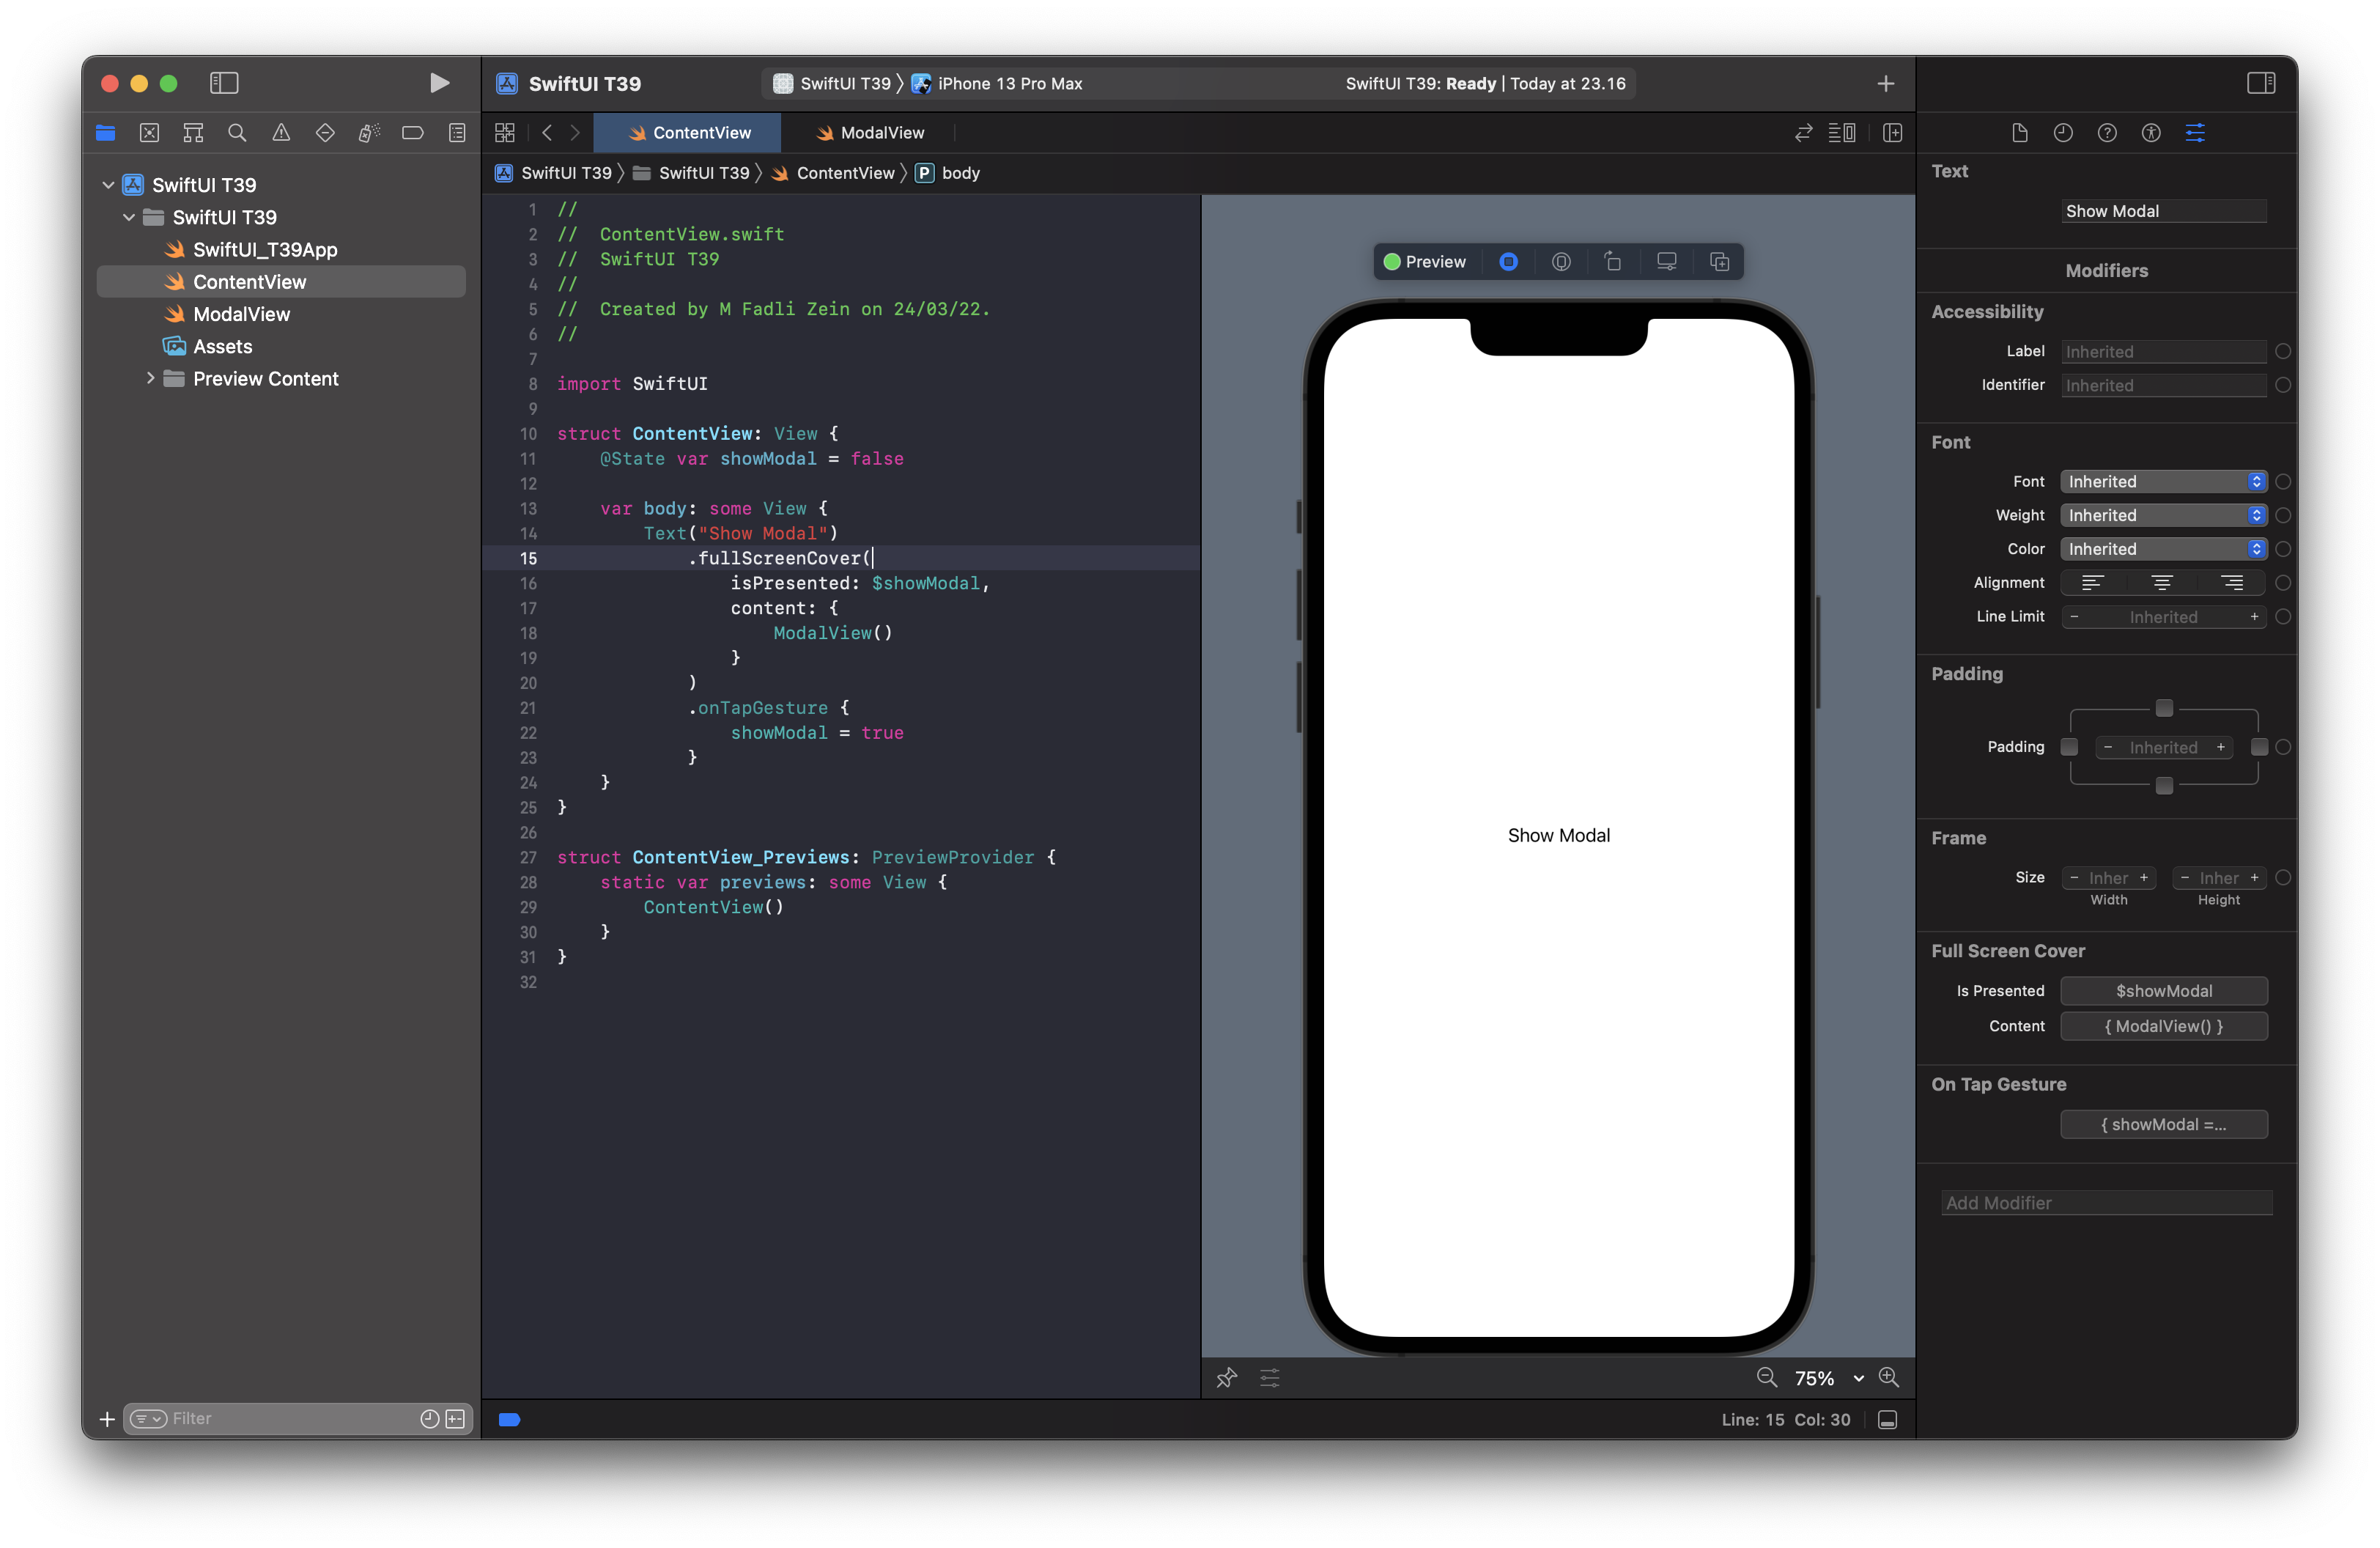 SwiftUI T39
SwiftUI T39 〉 iPhone 13 Pro Max
SwiftUI T39: Ready | Today at 23.16
ContentView
ModalView
SwiftUI T39 〉 SwiftUI T39 〉 ContentView 〉 P body
SwiftUI T39
SwiftUI T39
SwiftUI_T39App
ContentView
ModalView
Assets
Preview Content
Filter
1 //
2 //  ContentView.swift
3 //  SwiftUI T39
4 //
5 //  Created by M Fadli Zein on 24/03/22.
6 //
7
8 import SwiftUI
9
10 struct ContentView: View {
11     @State var showModal = false
12
13     var body: some View {
14         Text("Show Modal")
15             .fullScreenCover(
16                 isPresented: $showModal,
17                 content: {
18                     ModalView()
19                 }
20             )
21             .onTapGesture {
22                 showModal = true
23             }
24     }
25 }
26
27 struct ContentView_Previews: PreviewProvider {
28     static var previews: some View {
29         ContentView()
30     }
31 }
32
Preview
Show Modal
75%
Line: 15 Col: 30
Text
Show Modal
Modifiers
Accessibility
Label Inherited
Identifier Inherited
Font
Font Inherited
Weight Inherited
Color Inherited
Alignment
Line Limit − Inherited +
Padding
Padding − Inherited +
Frame
Size − Inher + − Inher +
Width Height
Full Screen Cover
Is Presented $showModal
Content { ModalView() }
On Tap Gesture
{ showModal =...
Add Modifier